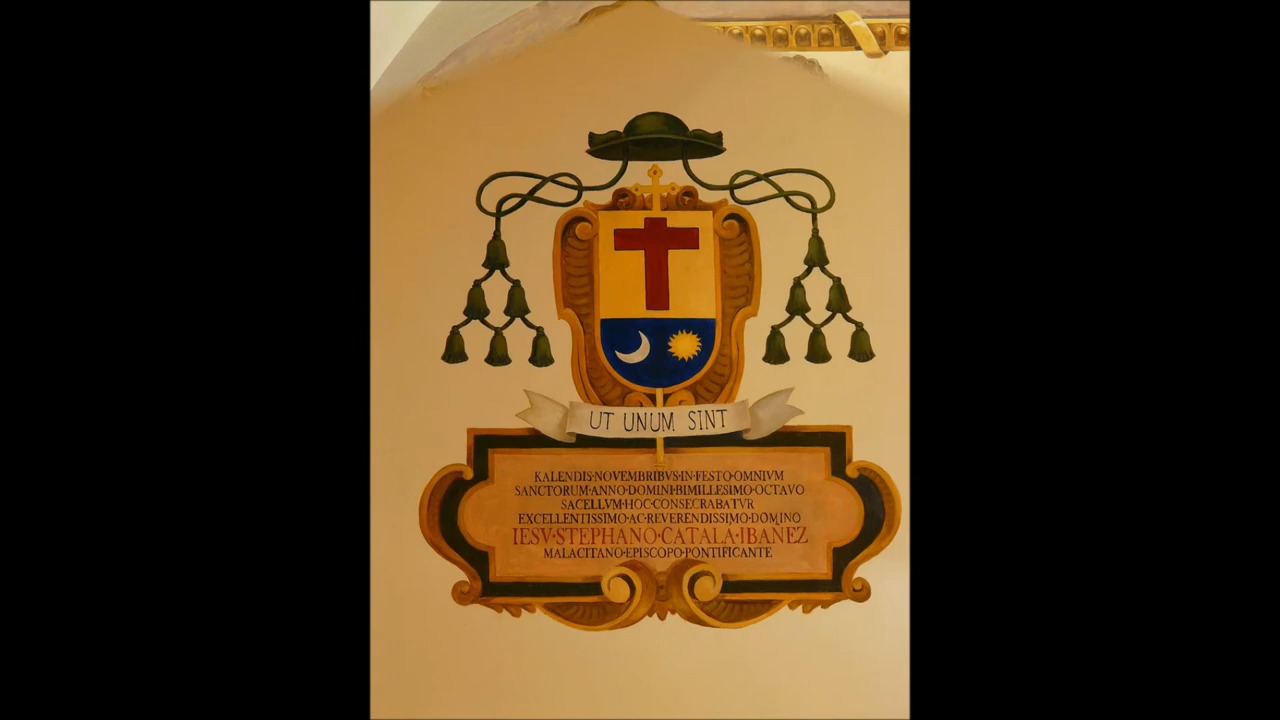 UT UNUM SINT
KALENDIS·NOVEMBRIBVS·IN·FESTO·OMNIVM
SANCTORUM·ANNO·DOMINI·BIMILLESIMO·OCTAVO
SACELLVM·HOC·CONSECRABATVR
EXCELLENTISSIMO·AC·REVERENDISSIMO·DOMINO
IESV·STEPHANO·CATALA·IBAÑEZ
MALACITANO·EPISCOPO·PONTIFICANTE